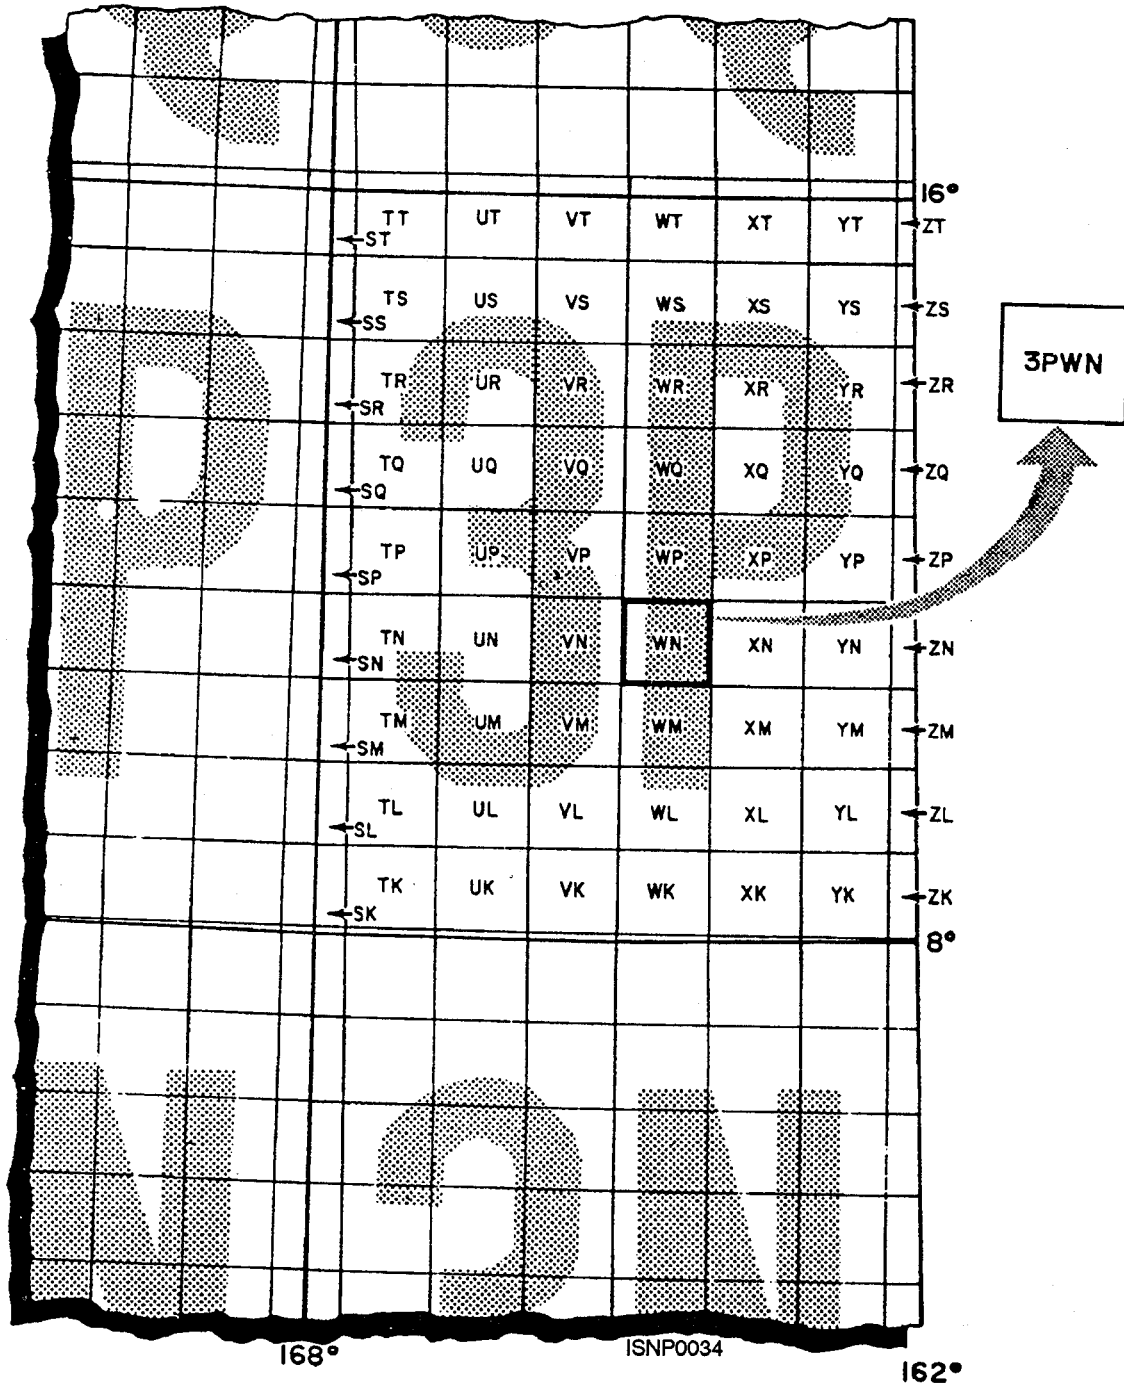 16°
TT UT VT WT XT YT ZT
ST
TS US VS WS XS YS ZS
SS
3PWN
TR UR VR WR XR YR ZR
SR
TQ UQ VQ WQ XQ YQ ZQ
SQ
TP UP VP WP XP YP ZP
SP
TN UN VN WN XN YN ZN
SN
TM UM VM WM XM YM ZM
SM
TL UL VL WL XL YL ZL
SL
TK UK VK WK XK YK ZK
SK
8°
P 3 P
N N
168° ISNP0034 162°